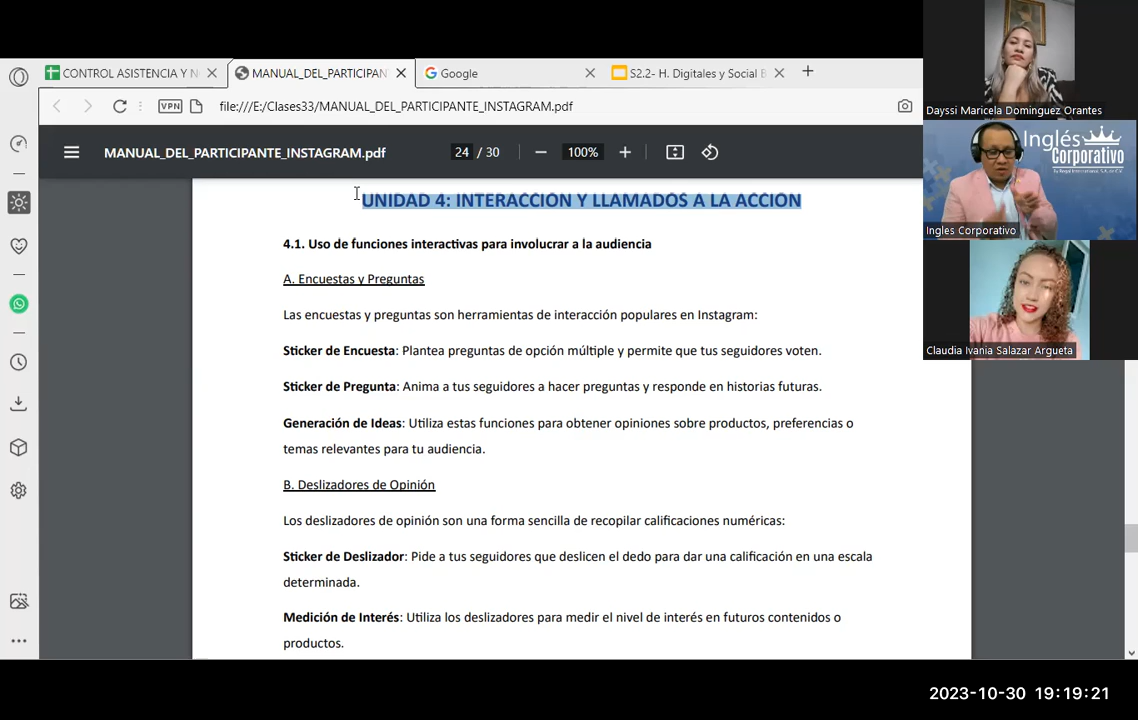 CONTROL ASISTENCIA Y N
MANUAL_DEL_PARTICIPAN
Google
S2.2- H. Digitales y Social B
VPN
file:///E:/Clases33/MANUAL_DEL_PARTICIPANTE_INSTAGRAM.pdf
MANUAL_DEL_PARTICIPANTE_INSTAGRAM.pdf
24 / 30
100%
UNIDAD 4: INTERACCION Y LLAMADOS A LA ACCION
4.1. Uso de funciones interactivas para involucrar a la audiencia
A. Encuestas y Preguntas
Las encuestas y preguntas son herramientas de interacción populares en Instagram:
Sticker de Encuesta: Plantea preguntas de opción múltiple y permite que tus seguidores voten.
Sticker de Pregunta: Anima a tus seguidores a hacer preguntas y responde en historias futuras.
Generación de Ideas: Utiliza estas funciones para obtener opiniones sobre productos, preferencias o
temas relevantes para tu audiencia.
B. Deslizadores de Opinión
Los deslizadores de opinión son una forma sencilla de recopilar calificaciones numéricas:
Sticker de Deslizador: Pide a tus seguidores que deslicen el dedo para dar una calificación en una escala
determinada.
Medición de Interés: Utiliza los deslizadores para medir el nivel de interés en futuros contenidos o
productos.
Dayssi Maricela Dominguez Orantes
Inglés
Corporativo
Ingles Corporativo
Claudia Ivania Salazar Argueta
2023-10-30 19:19:21